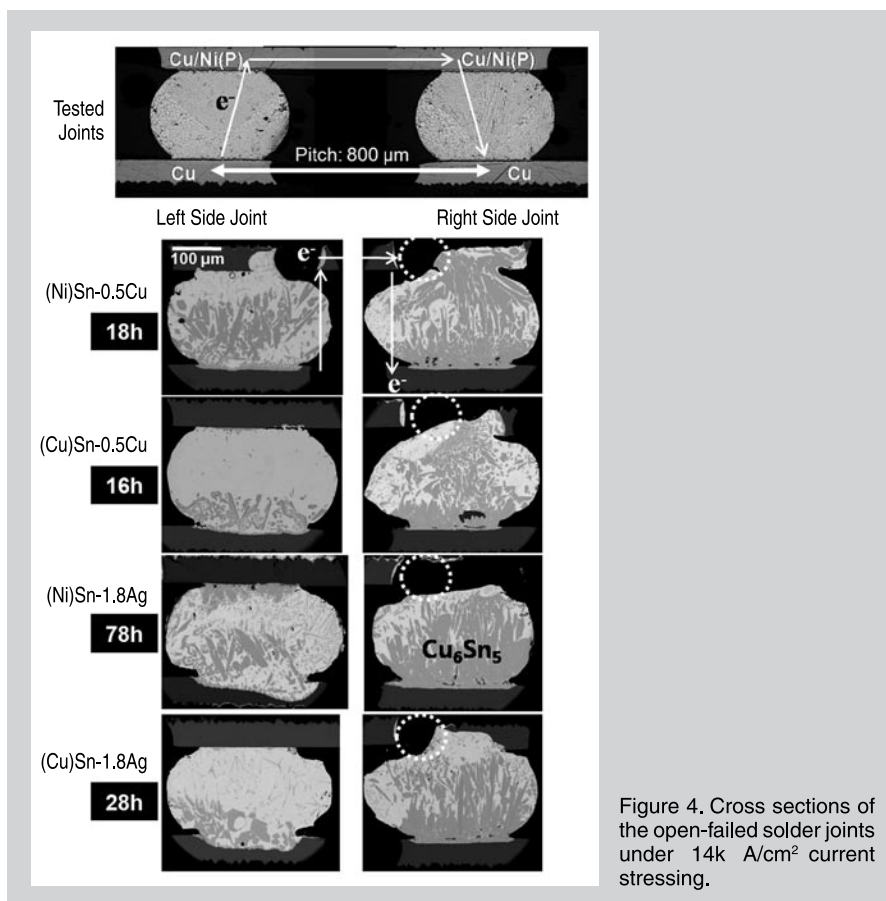 Cu/Ni(P) Cu/Ni(P)
e⁻
Tested
Joints
Pitch: 800 µm
Cu Cu
Left Side Joint Right Side Joint
100 µm
e⁻
(Ni)Sn-0.5Cu
18h
e⁻
(Cu)Sn-0.5Cu
16h
(Ni)Sn-1.8Ag
78h
Cu₆Sn₅
(Cu)Sn-1.8Ag
28h
Figure 4. Cross sections of
the open-failed solder joints
under 14k A/cm² current
stressing.